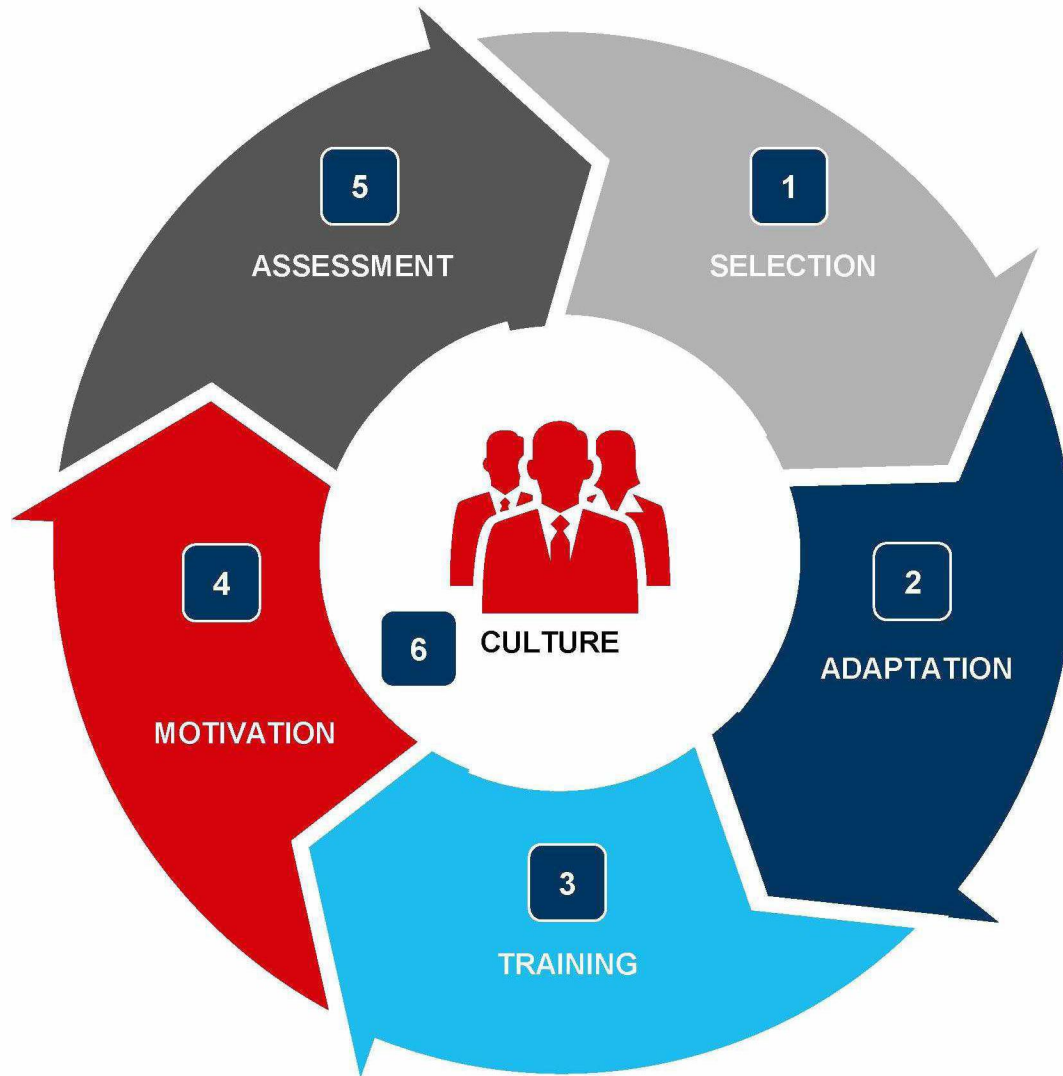 1
SELECTION
2
ADAPTATION
3
TRAINING
4
MOTIVATION
5
ASSESSMENT
6
CULTURE